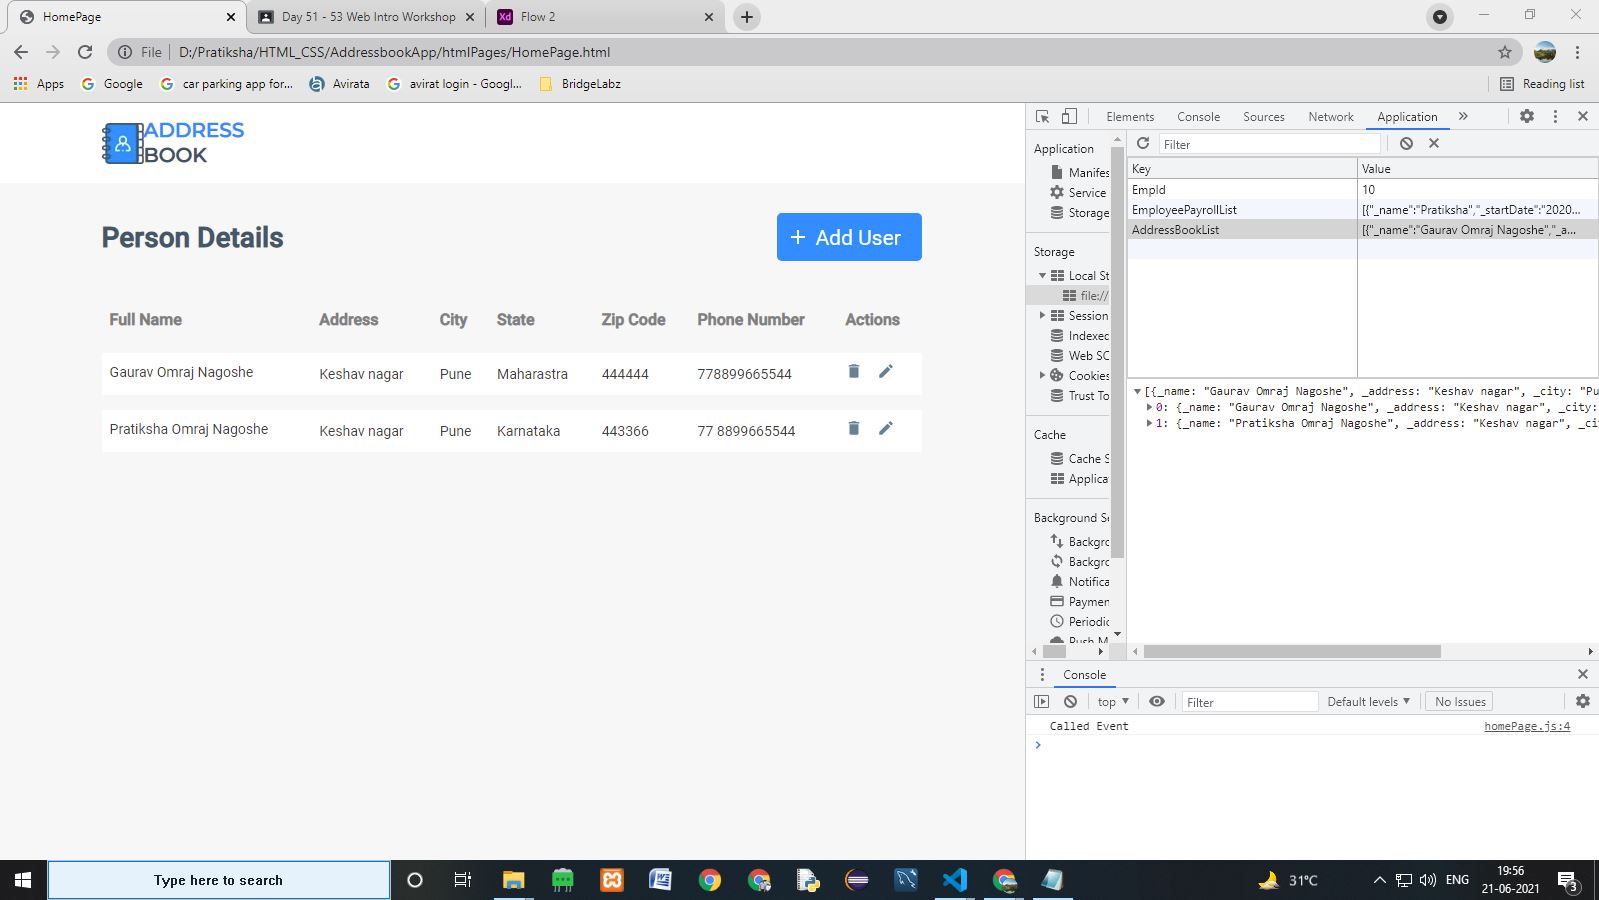 HomePage
Day 51 - 53 Web Intro Workshop
Xd Flow 2
File D:/Pratiksha/HTML_CSS/AddressbookApp/htmlPages/HomePage.html
Apps Google car parking app for... Avirata avirat login - Googl... BridgeLabz Reading list
ADDRESS
BOOK
Person Details
+ Add User
Full Name Address City State Zip Code Phone Number Actions
Gaurav Omraj Nagoshe Keshav nagar Pune Maharastra 444444 778899665544
Pratiksha Omraj Nagoshe Keshav nagar Pune Karnataka 443366 77 8899665544
Elements Console Sources Network Application
Application
Manifes
Service
Storage
Storage
Local St
file://
Session
Indexed
Web SC
Cookies
Trust To
Cache
Cache S
Applica
Background Se
Backgro
Backgro
Notifica
Paymen
Periodic
Push M
Filter
Key Value
EmpId 10
EmployeePayrollList [{"_name":"Pratiksha","_startDate":"2020...
AddressBookList [{"_name":"Gaurav Omraj Nagoshe","_a...
[{_name: "Gaurav Omraj Nagoshe", _address: "Keshav nagar", _city: "Pu
0: {_name: "Gaurav Omraj Nagoshe", _address: "Keshav nagar", _city:
1: {_name: "Pratiksha Omraj Nagoshe", _address: "Keshav nagar", _ci
Console
top Filter Default levels No Issues
Called Event homePage.js:4
Type here to search
31°C ENG
19:56
21-06-2021
3